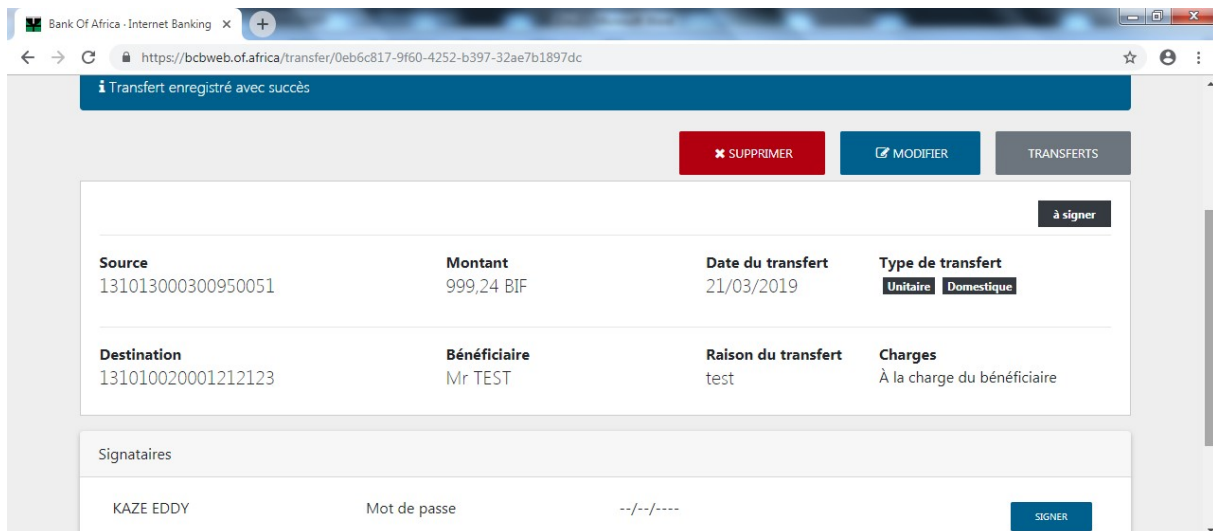 Bank Of Africa - Internet Banking
https://bcbweb.of.africa/transfer/0eb6c817-9f60-4252-b397-32ae7b1897dc
Transfert enregistré avec succès
SUPPRIMER MODIFIER TRANSFERTS
à signer
Source Montant Date du transfert Type de transfert
131013000300950051 999,24 BIF 21/03/2019 Unitaire Domestique
Destination Bénéficiaire Raison du transfert Charges
131010020001212123 Mr TEST test À la charge du bénéficiaire
Signataires
KAZE EDDY Mot de passe --/--/---- SIGNER